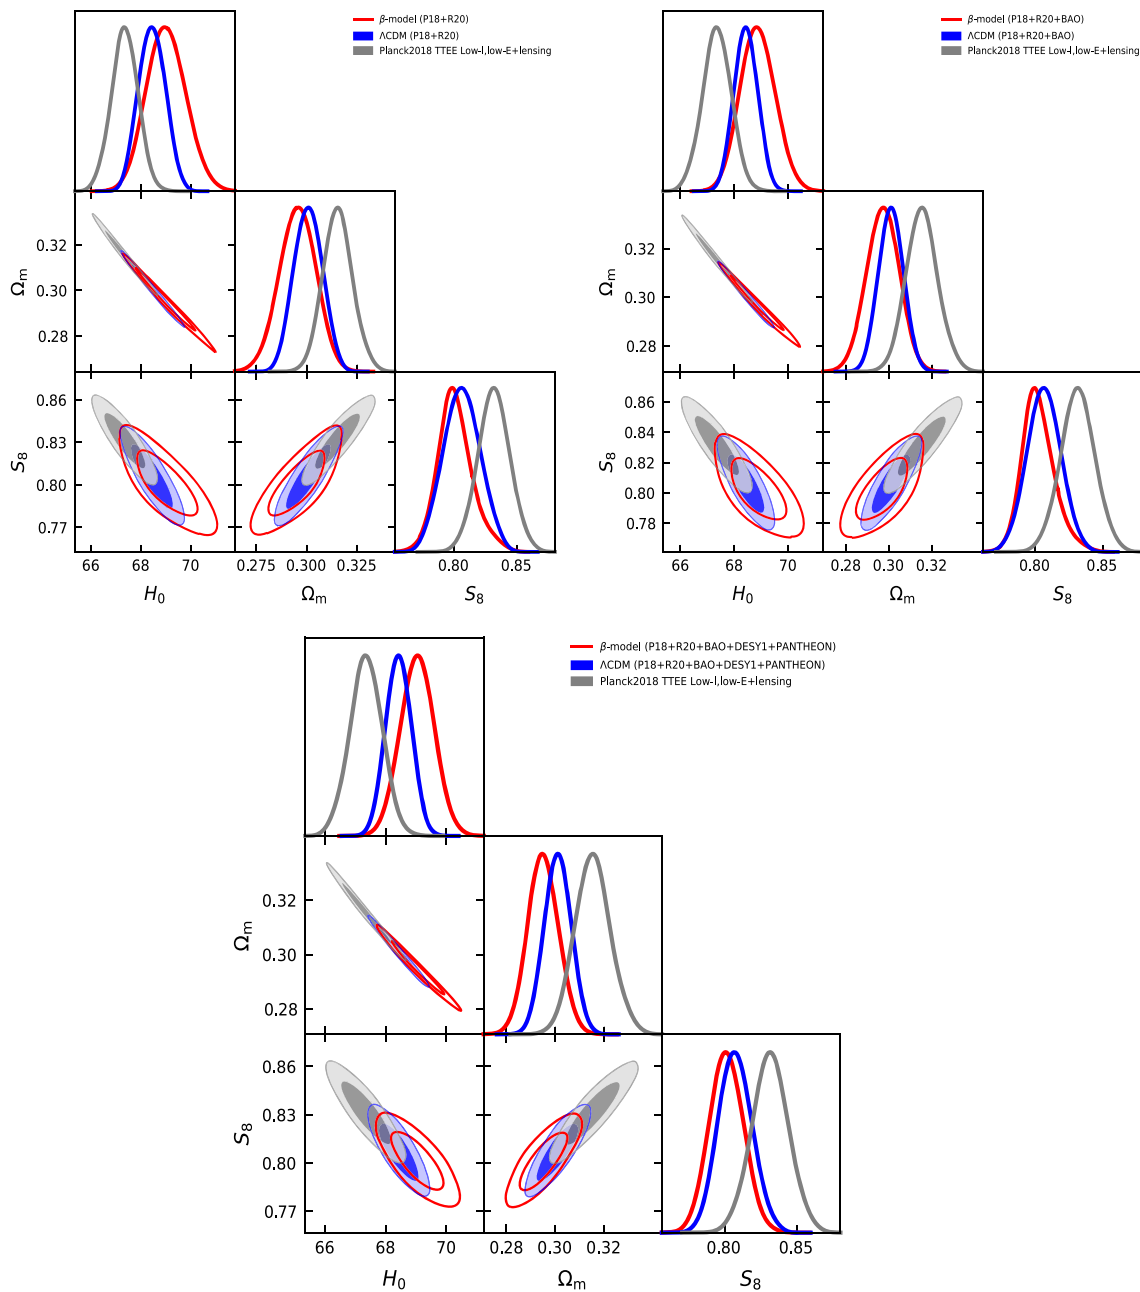 β-model (P18+R20)
ΛCDM (P18+R20)
Planck2018 TTEE Low-l,low-E+lensing
0.32
0.30
0.28
Ωm
0.86
0.83
0.80
0.77
S8
66 68 70
H0
0.275 0.300 0.325
Ωm
0.80 0.85
S8
β-model (P18+R20+BAO)
ΛCDM (P18+R20+BAO)
Planck2018 TTEE Low-l,low-E+lensing
0.32
0.30
0.28
Ωm
0.86
0.84
0.82
0.80
0.78
S8
66 68 70
H0
0.28 0.30 0.32
Ωm
0.80 0.85
S8
β-model (P18+R20+BAO+DESY1+PANTHEON)
ΛCDM (P18+R20+BAO+DESY1+PANTHEON)
Planck2018 TTEE Low-l,low-E+lensing
0.32
0.30
0.28
Ωm
0.86
0.83
0.80
0.77
S8
66 68 70
H0
0.28 0.30 0.32
Ωm
0.80 0.85
S8